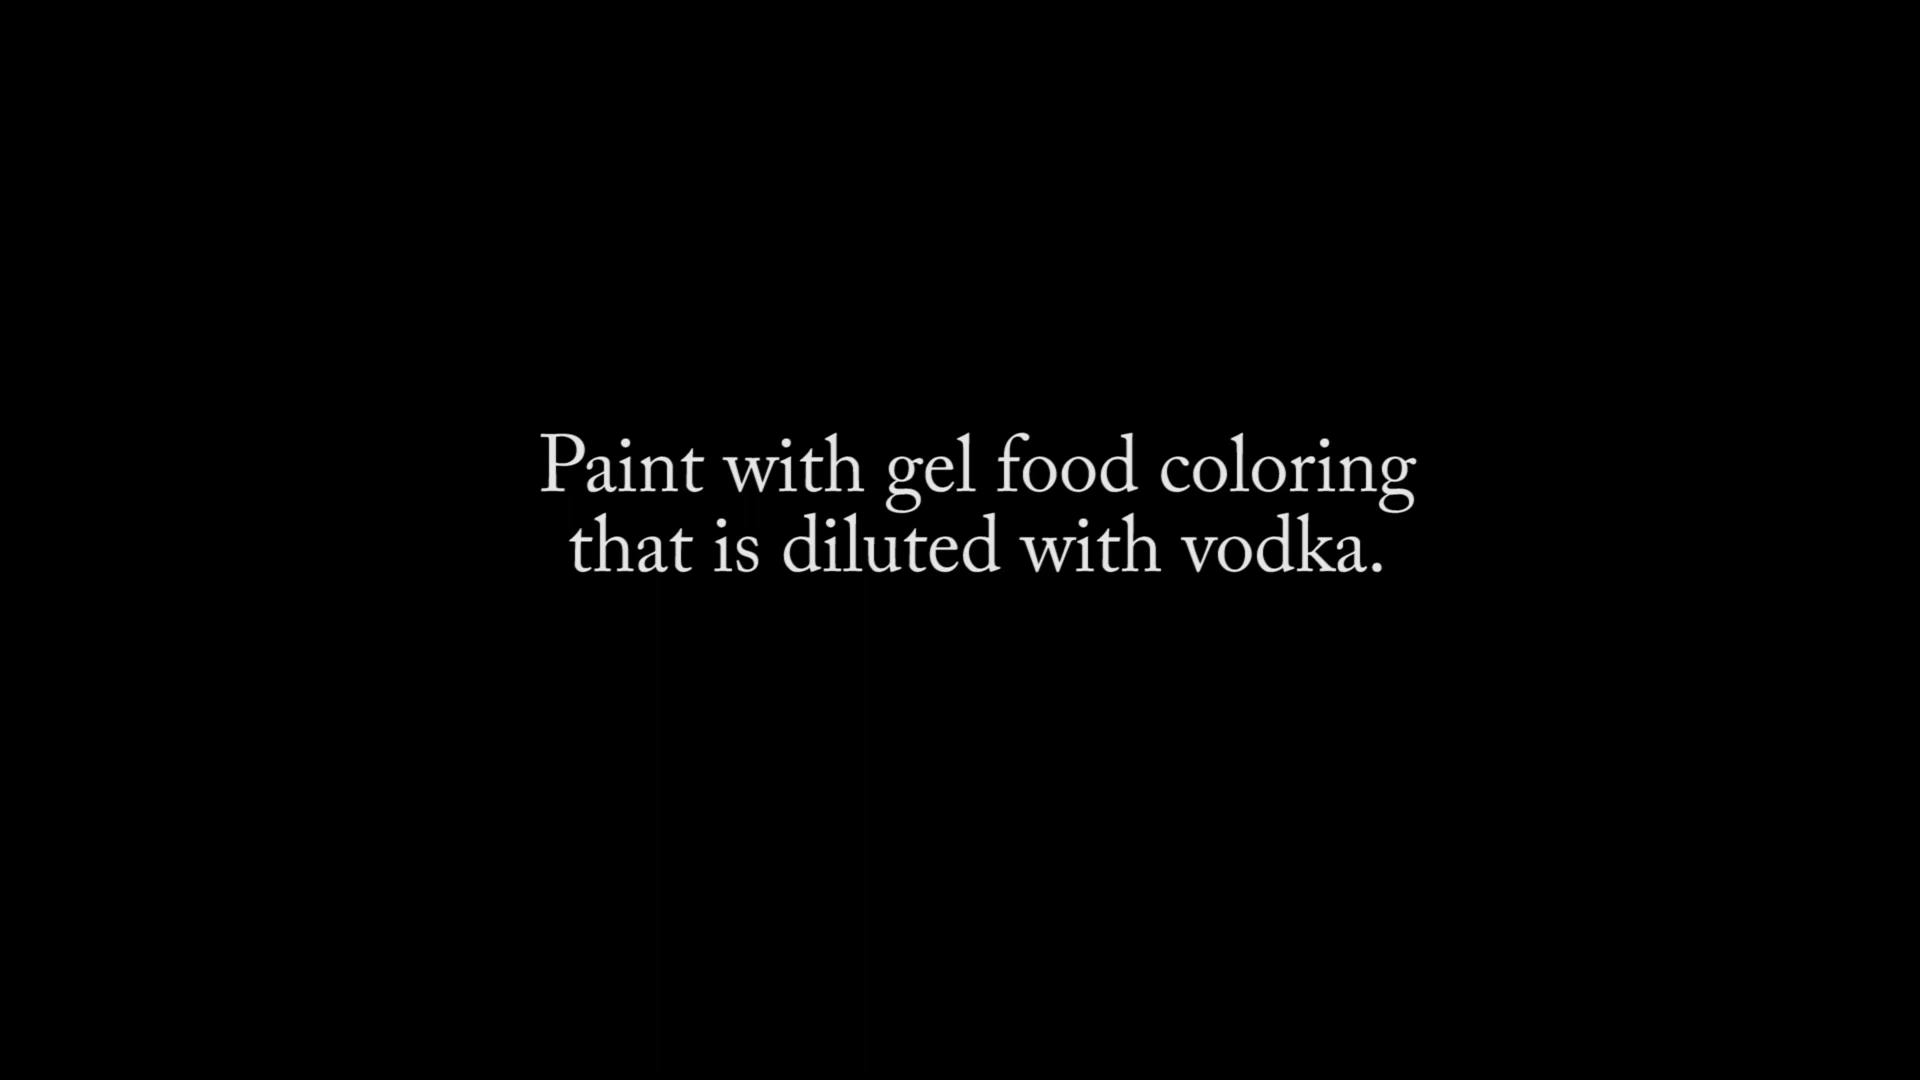 Paint with gel food coloring
that is diluted with vodka.